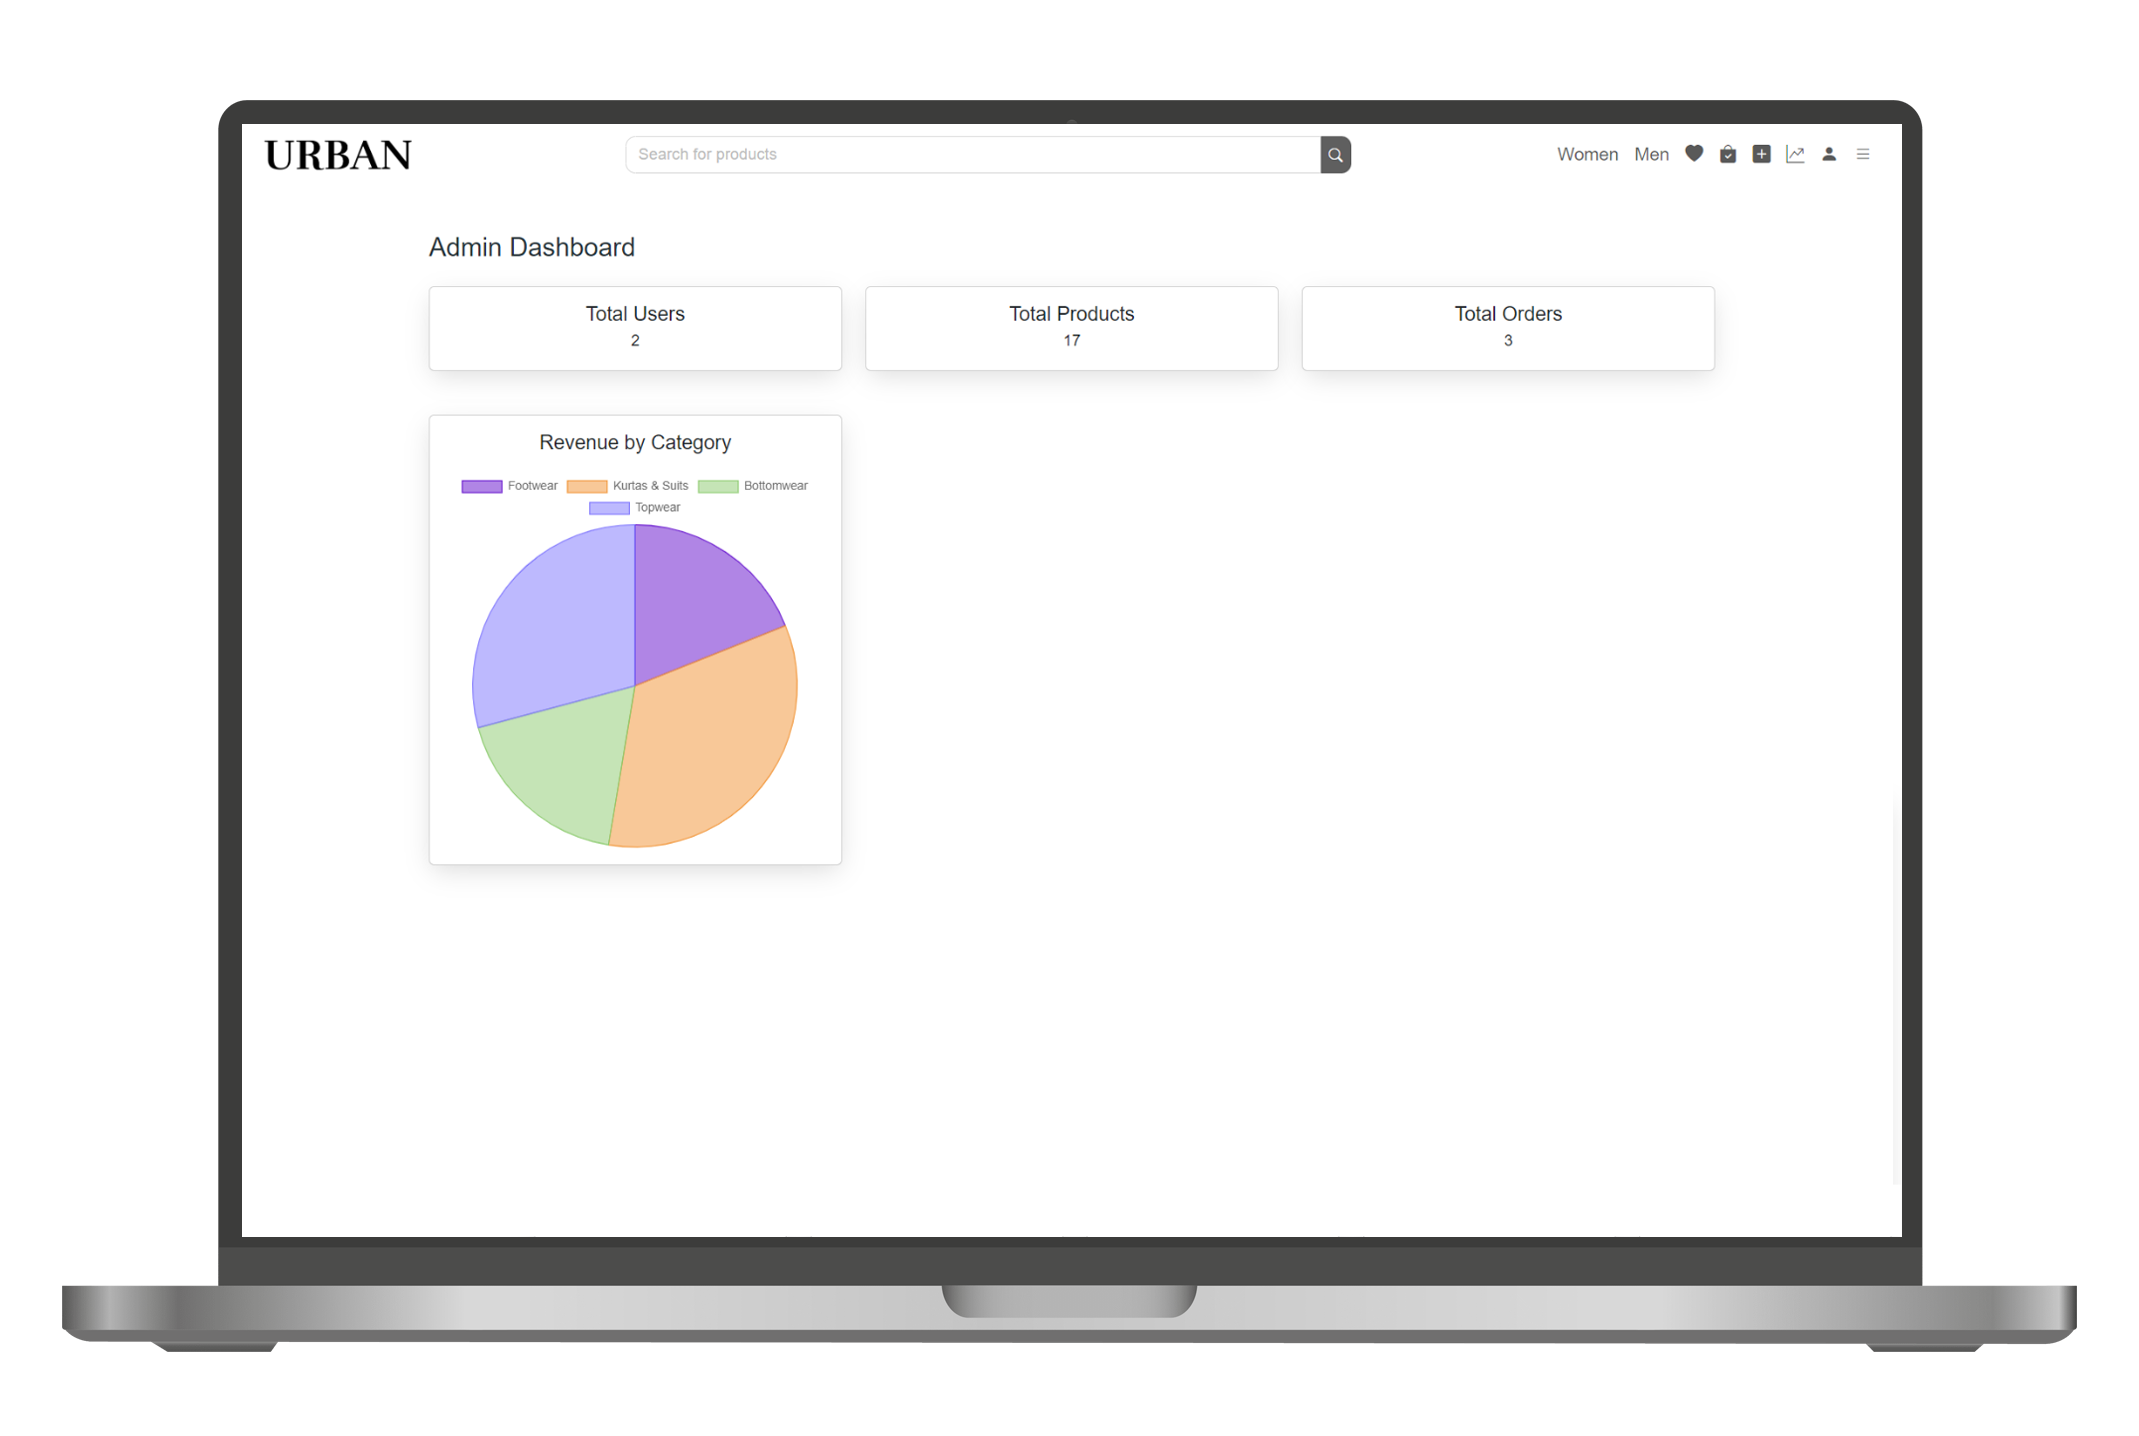 URBAN
Search for products
Women Men
Admin Dashboard
Total Users
2
Total Products
17
Total Orders
3
Revenue by Category
Footwear Kurtas & Suits Bottomwear
Topwear